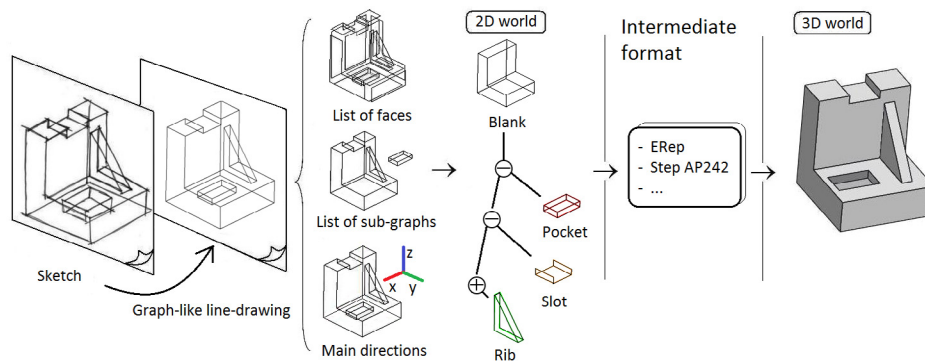 Sketch
Graph-like line-drawing
List of faces
List of sub-graphs
z
x
y
Main directions
2D world
Blank
Pocket
Slot
Rib
Intermediate
format
- ERep
- Step AP242
- ...
3D world